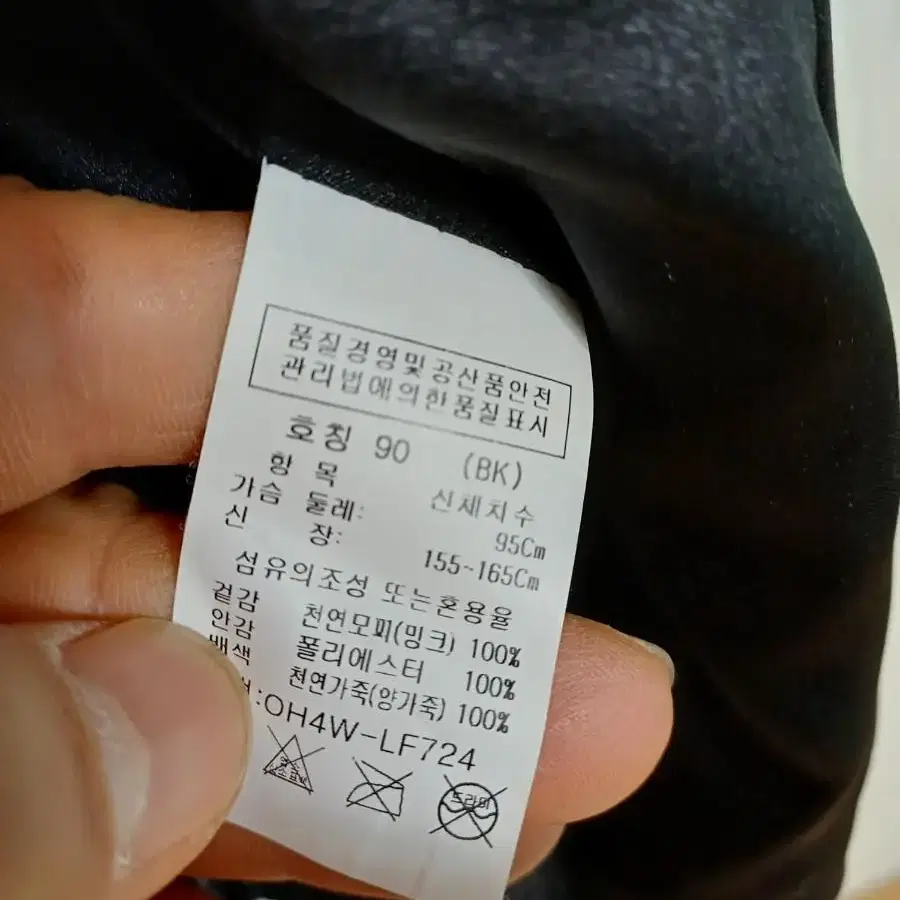 품질경영및공산품안전
관리법에의한품질표시
호칭 90 (BK)
항 목 신체치수
가슴 둘레: 95Cm
신 장: 155~165Cm
섬유의조성 또는혼용율
겉감 천연모피(밍크) 100%
안감 폴리에스터 100%
배색 천연가죽(양가죽) 100%
:OH4W-LF724
드라이